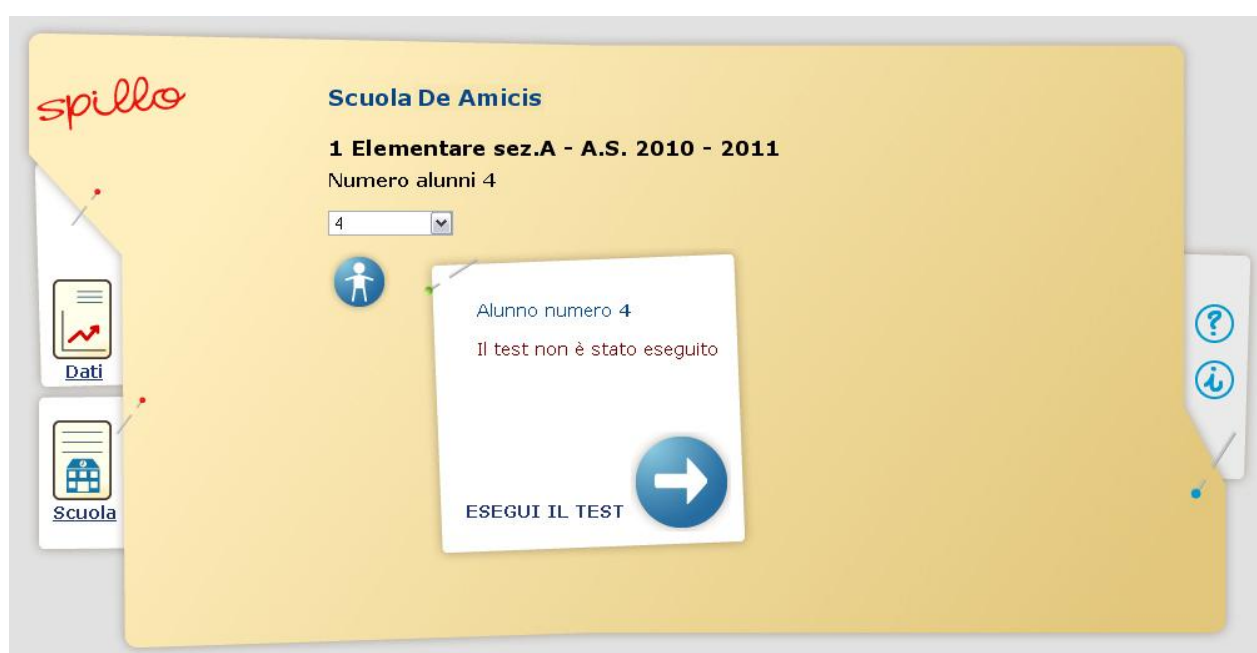 spillo
Scuola De Amicis
1 Elementare sez.A - A.S. 2010 - 2011
Numero alunni 4
4
Alunno numero 4
Il test non è stato eseguito
ESEGUI IL TEST
Dati
Scuola
?
i